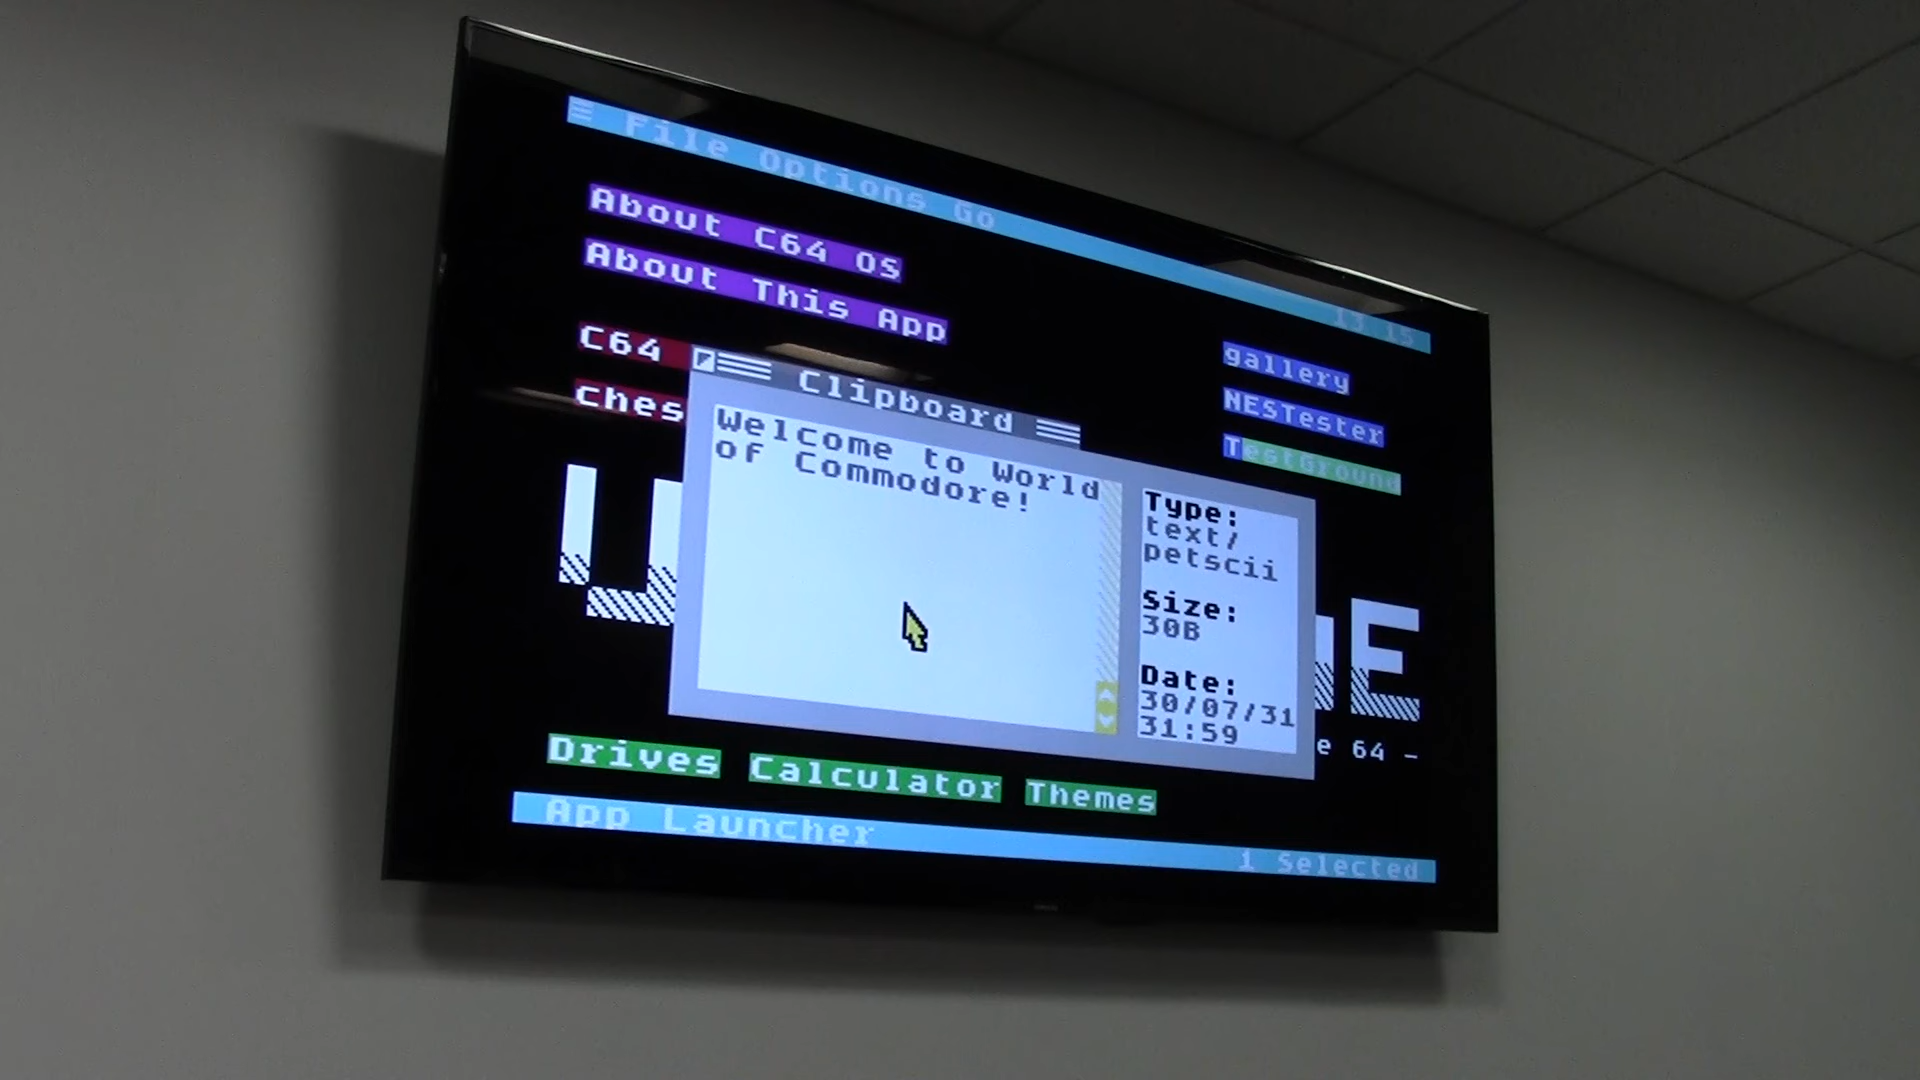 File Options Go
13:15
About C64 OS
About This App
C64
Ches
gallery
NESTester
TestGround
Clipboard
Welcome to World
of Commodore!
Type:
text/
petscii
Size:
30B
Date:
30/07/31
31:59
E
e 64 -
Drives Calculator Themes
App Launcher
1 Selected